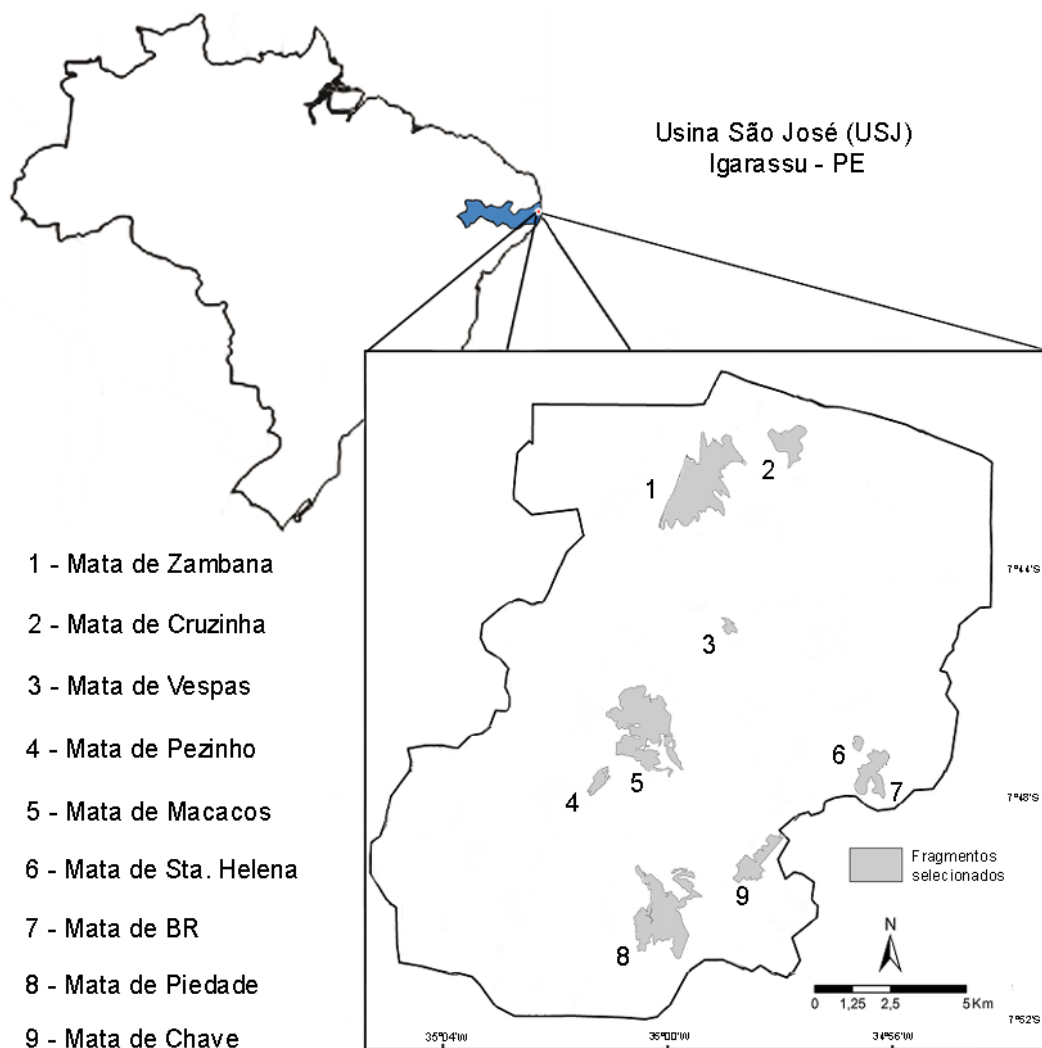 Usina São José (USJ)
Igarassu - PE
1 - Mata de Zambana
2 - Mata de Cruzinha
3 - Mata de Vespas
4 - Mata de Pezinho
5 - Mata de Macacos
6 - Mata de Sta. Helena
7 - Mata de BR
8 - Mata de Piedade
9 - Mata de Chave
1
2
3
4
5
6
7
8
9
7°44'S
7°48'S
7°52'S
Fragmentos
selecionados
N
0 1,25 2,5 5Km
35°04'W 35°00'W 34°56'W